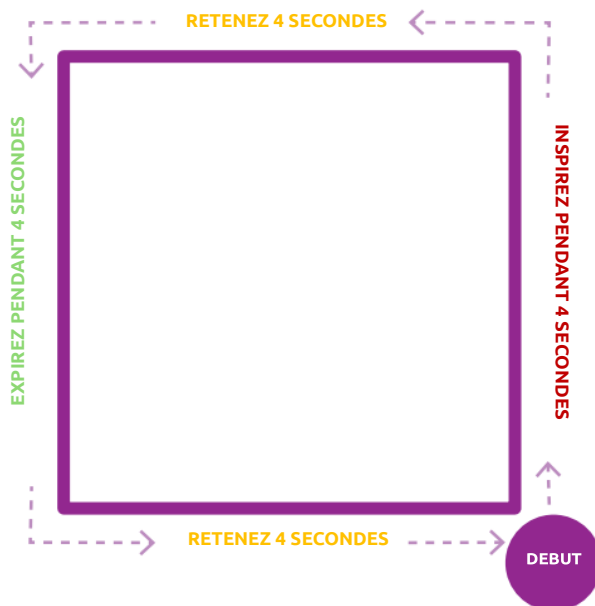 RETENEZ 4 SECONDES
EXPIREZ PENDANT 4 SECONDES
INSPIREZ PENDANT 4 SECONDES
RETENEZ 4 SECONDES
DEBUT